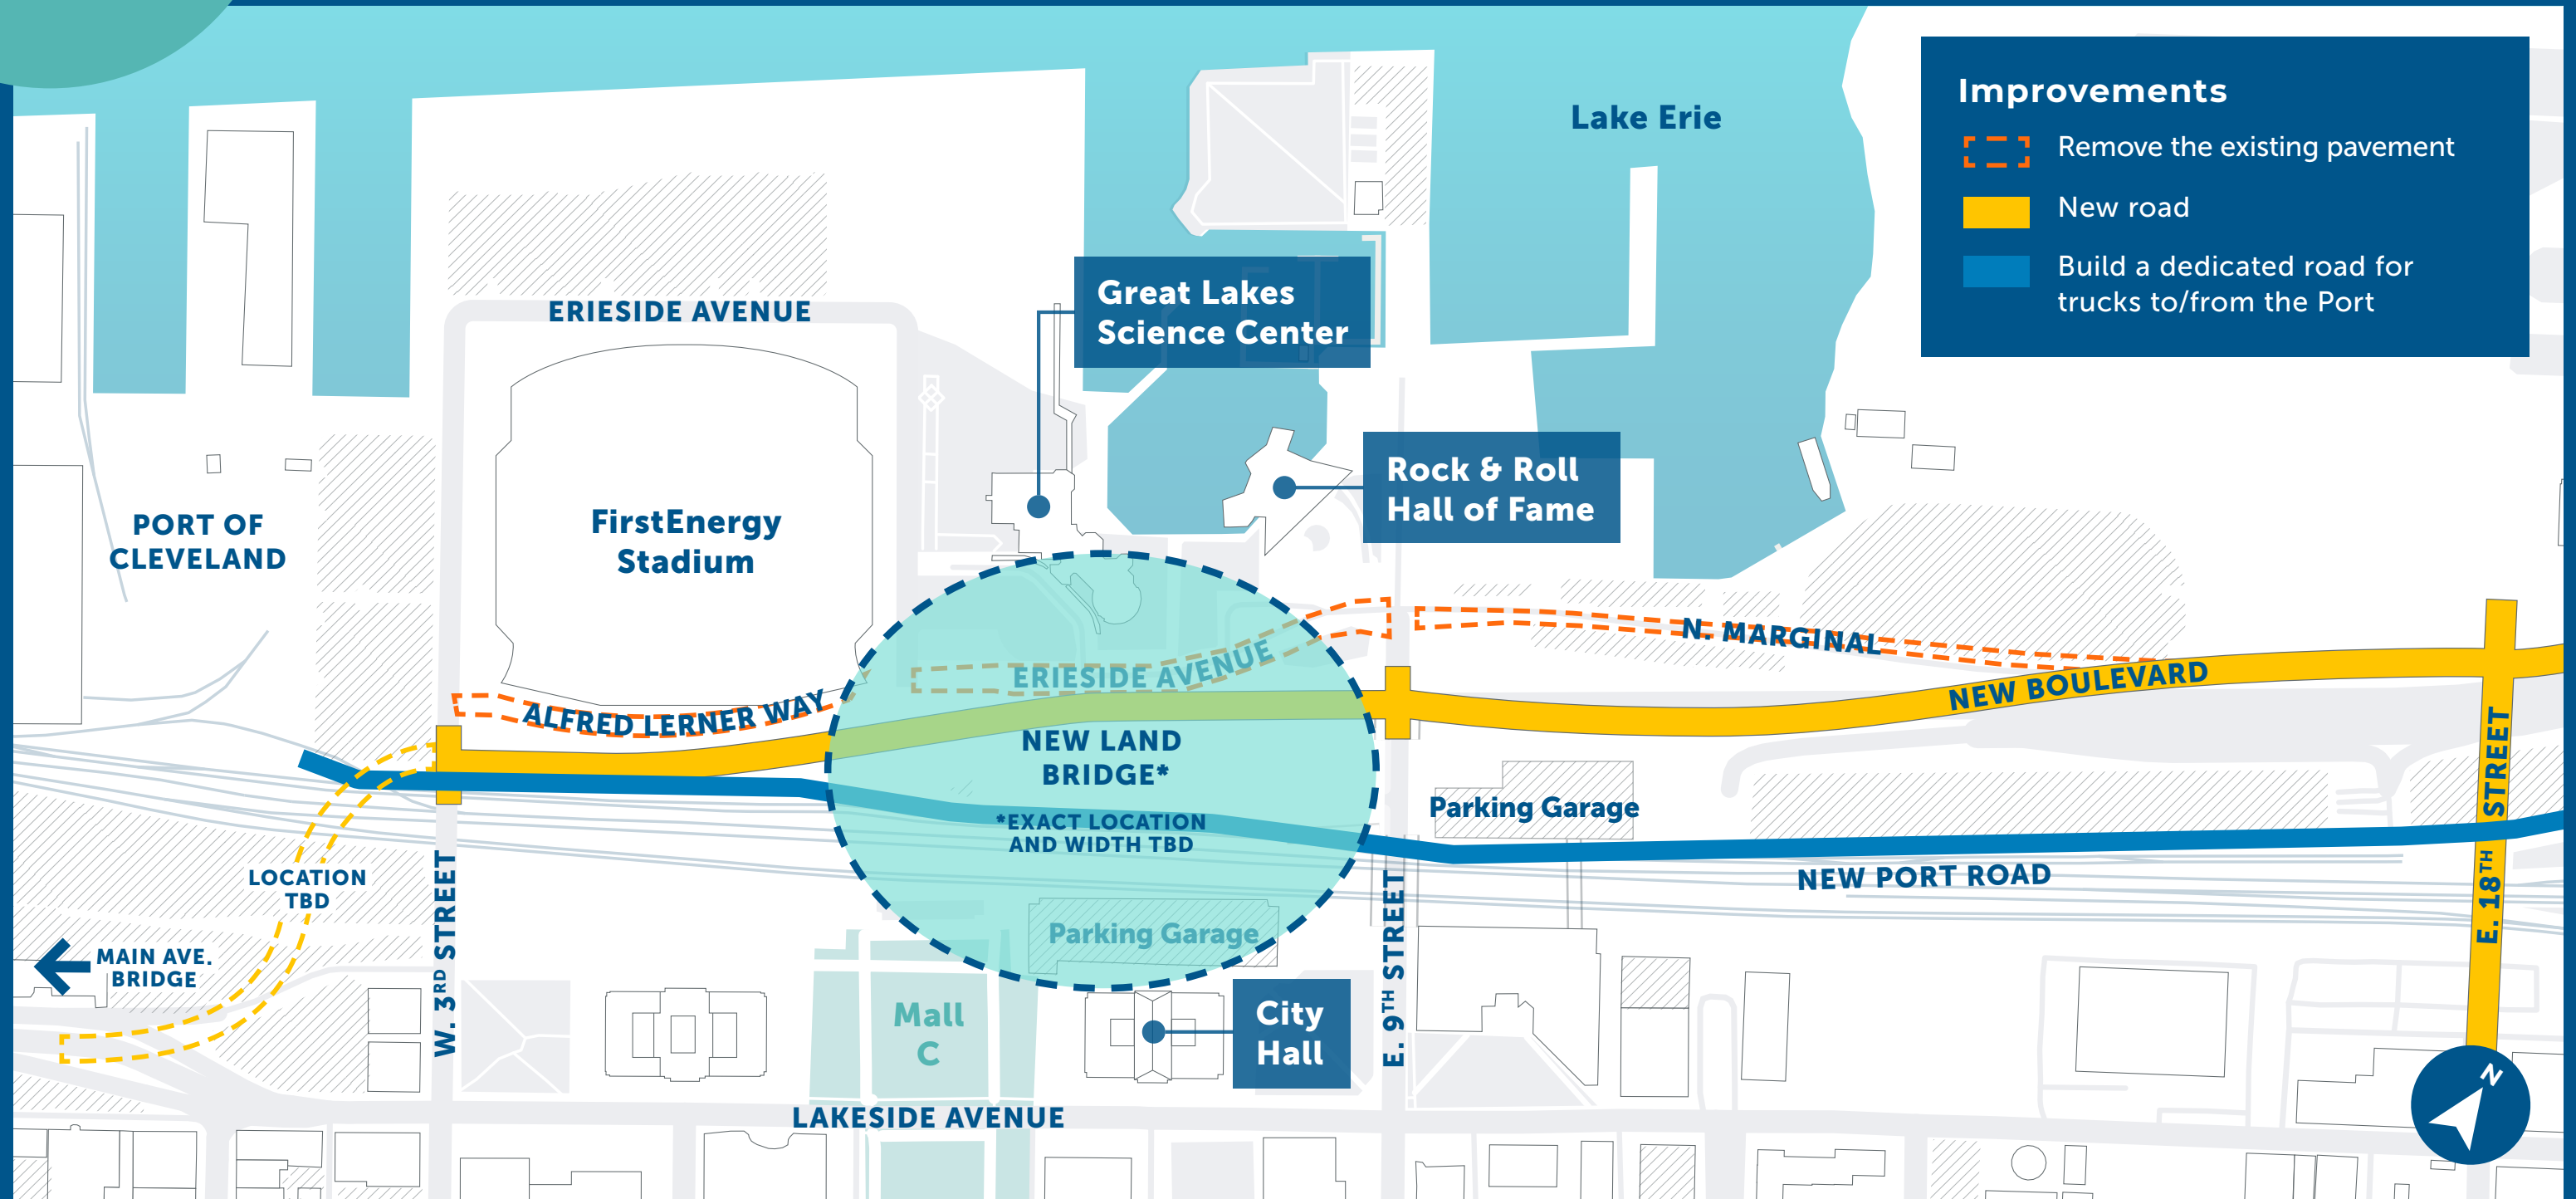 Improvements
Remove the existing pavement
New road
Build a dedicated road for
trucks to/from the Port
Lake Erie
Great Lakes
Science Center
ERIESIDE AVENUE
Rock & Roll
Hall of Fame
PORT OF
CLEVELAND
FirstEnergy
Stadium
N. MARGINAL
ERIESIDE AVENUE
NEW BOULEVARD
ALFRED LERNER WAY
NEW LAND
BRIDGE*
*EXACT LOCATION
AND WIDTH TBD
Parking Garage
E. 18TH STREET
LOCATION
TBD
NEW PORT ROAD
W. 3RD STREET
E. 9TH STREET
Parking Garage
MAIN AVE.
BRIDGE
Mall
C
City
Hall
LAKESIDE AVENUE
N